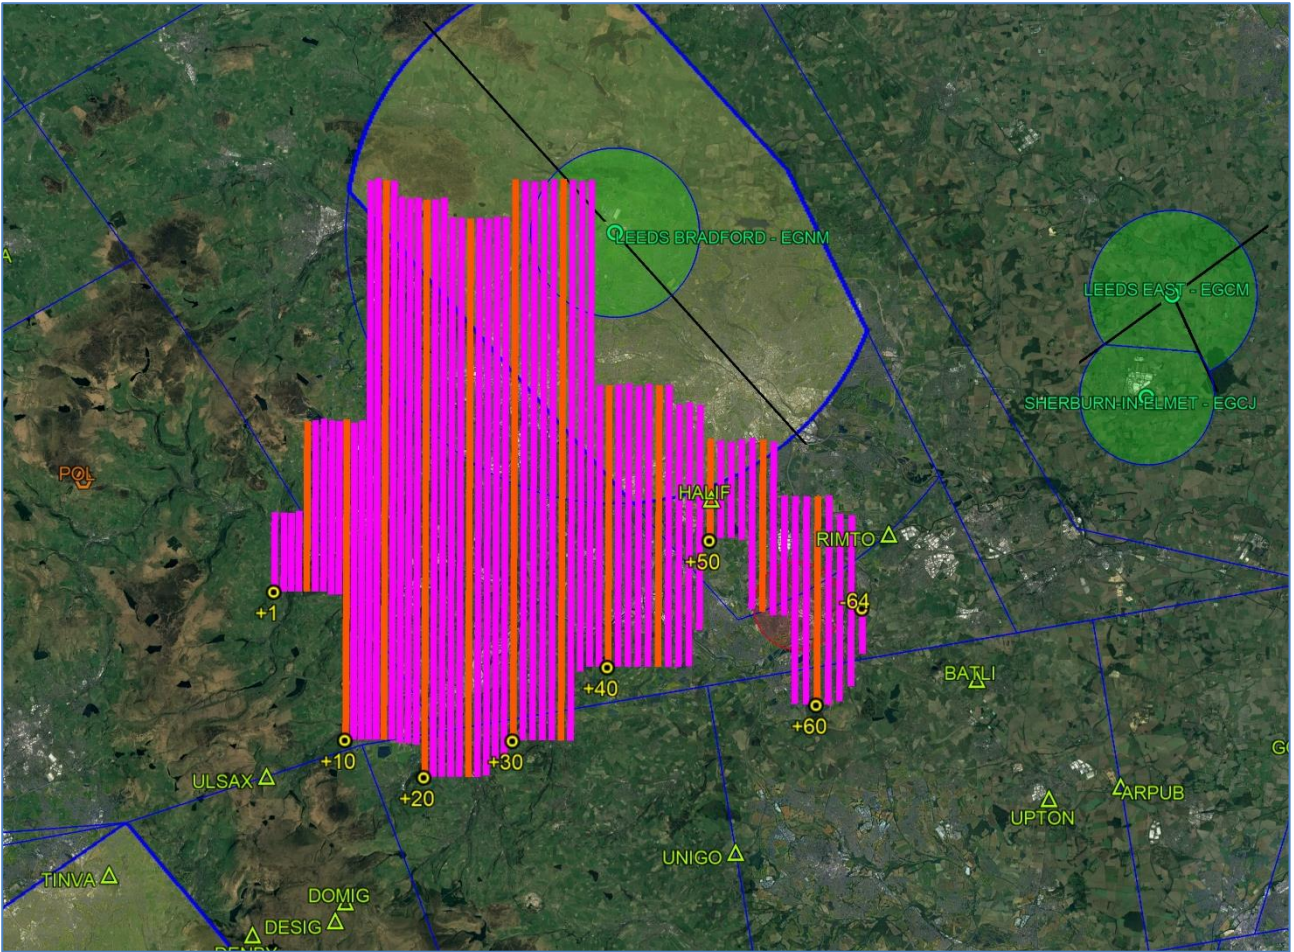 LEEDS BRADFORD - EGNM
LEEDS EAST - EGCM
SHERBURN-IN-ELMET - EGCJ
POL
HALIF
RIMTO
+50
+1
-64
BATLI
+40
+60
+10
+30
ULSAX
+20
ARPUB
UPTON
UNIGO
TINVA
DOMIG
DESIG